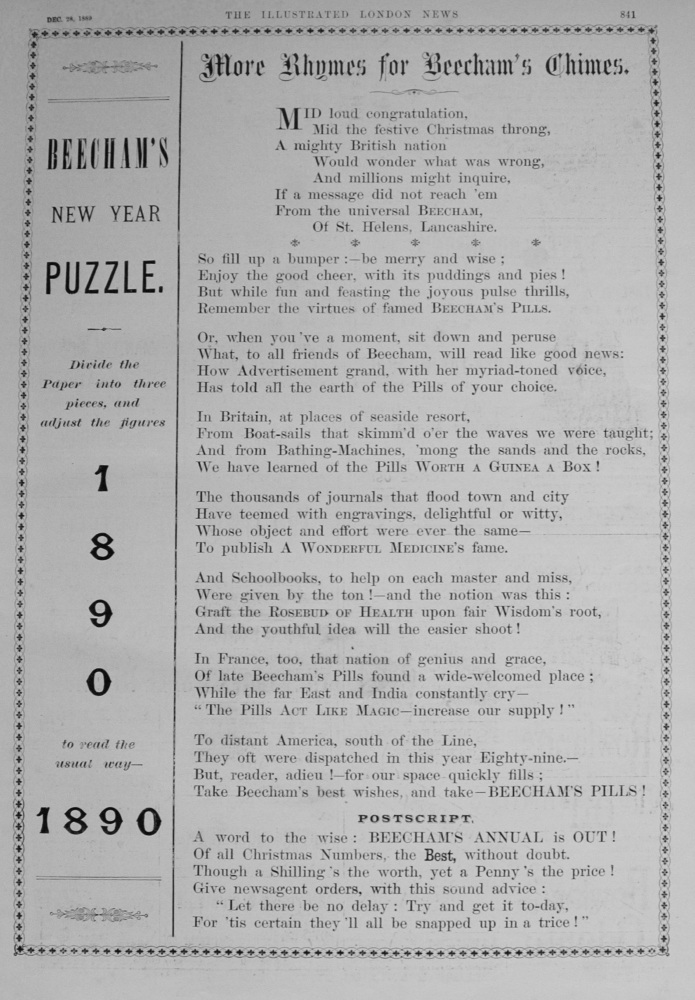 DEC. 28, 1889
THE ILLUSTRATED LONDON NEWS
841
BEECHAM'S
NEW YEAR
PUZZLE.
Divide the
Paper into three
pieces, and
adjust the figures
1
8
9
0
to read the
usual way—
1890
More Rhymes for Beecham's Chimes.
MID loud congratulation,
Mid the festive Christmas throng,
A mighty British nation
Would wonder what was wrong,
And millions might inquire,
If a message did not reach 'em
From the universal BEECHAM,
Of St. Helens, Lancashire.
So fill up a bumper:—be merry and wise;
Enjoy the good cheer, with its puddings and pies!
But while fun and feasting the joyous pulse thrills,
Remember the virtues of famed BEECHAM'S PILLS.
Or, when you've a moment, sit down and peruse
What, to all friends of Beecham, will read like good news:
How Advertisement grand, with her myriad-toned voice,
Has told all the earth of the Pills of your choice.
In Britain, at places of seaside resort,
From Boat-sails that skimm'd o'er the waves we were taught;
And from Bathing-Machines, 'mong the sands and the rocks,
We have learned of the Pills WORTH A GUINEA A BOX!
The thousands of journals that flood town and city
Have teemed with engravings, delightful or witty,
Whose object and effort were ever the same—
To publish A WONDERFUL MEDICINE'S fame.
And Schoolbooks, to help on each master and miss,
Were given by the ton!—and the notion was this:
Graft the ROSEBUD OF HEALTH upon fair Wisdom's root,
And the youthful idea will the easier shoot!
In France, too, that nation of genius and grace,
Of late Beecham's Pills found a wide-welcomed place;
While the far East and India constantly cry—
"The Pills ACT LIKE MAGIC—increase our supply!"
To distant America, south of the Line,
They oft were dispatched in this year Eighty-nine.—
But, reader, adieu!—for our space quickly fills;
Take Beecham's best wishes, and take—BEECHAM'S PILLS!
POSTSCRIPT.
A word to the wise: BEECHAM'S ANNUAL is OUT!
Of all Christmas Numbers, the Best, without doubt.
Though a Shilling's the worth, yet a Penny's the price!
Give newsagent orders, with this sound advice:
"Let there be no delay: Try and get it to-day,
For 'tis certain they'll all be snapped up in a trice!"